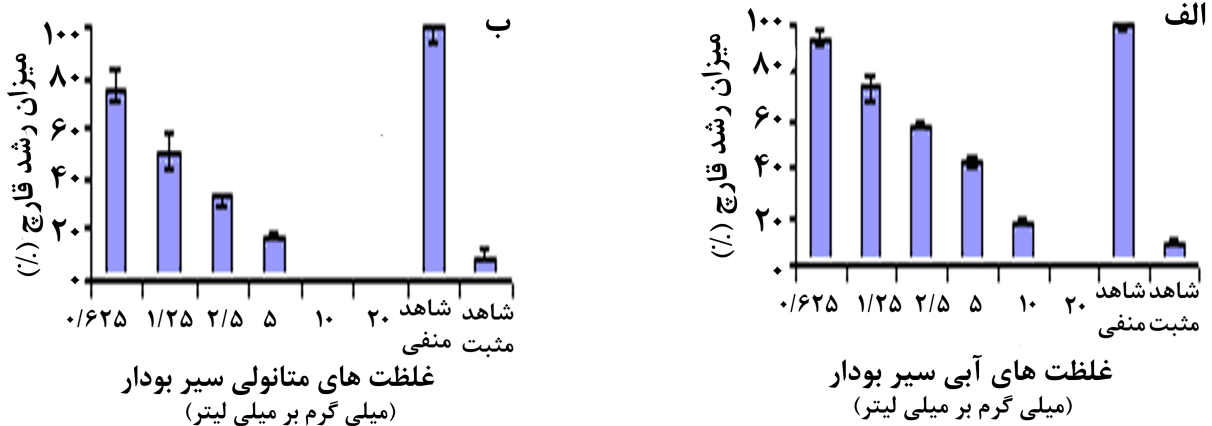 الف
میزان رشد قارچ (٪)
۱۰۰
۸۰
۶۰
۴۰
۲۰
۰
۰/۶۲۵ ۱/۲۵ ۲/۵ ۵ ۱۰ ۲۰ شاهد منفی شاهد مثبت
غلظت های آبی سیر بودار
(میلی گرم بر میلی لیتر)
ب
میزان رشد قارچ (٪)
۱۰۰
۸۰
۶۰
۴۰
۲۰
۰
۰/۶۲۵ ۱/۲۵ ۲/۵ ۵ ۱۰ ۲۰ شاهد منفی شاهد مثبت
غلظت های متانولی سیر بودار
(میلی گرم بر میلی لیتر)